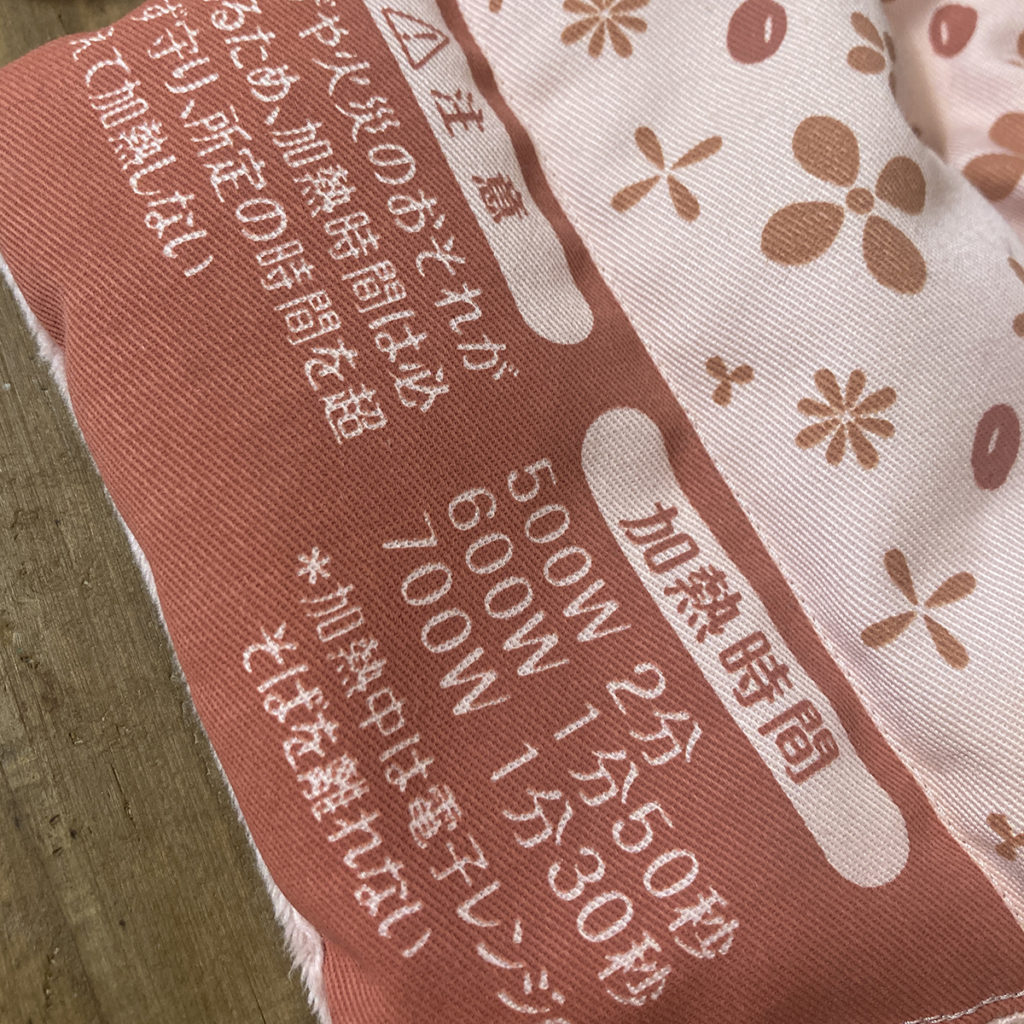 ⚠注意
や火災のおそれが
るため、加熱時間は必
ず守り、所定の時間を超
えて加熱しない
加熱時間
500W 2分
600W 1分50秒
700W 1分30秒
*加熱中は電子レンジ
そばを離れない